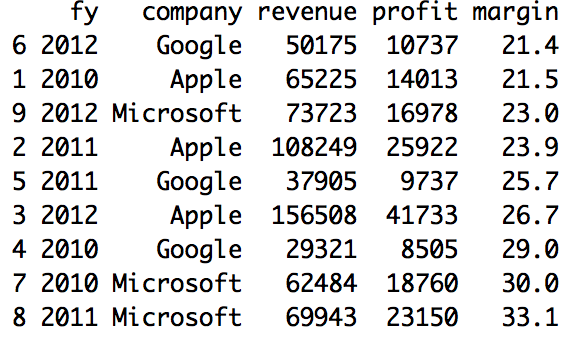 fy company revenue profit margin
6 2012 Google 50175 10737 21.4
1 2010 Apple 65225 14013 21.5
9 2012 Microsoft 73723 16978 23.0
2 2011 Apple 108249 25922 23.9
5 2011 Google 37905 9737 25.7
3 2012 Apple 156508 41733 26.7
4 2010 Google 29321 8505 29.0
7 2010 Microsoft 62484 18760 30.0
8 2011 Microsoft 69943 23150 33.1